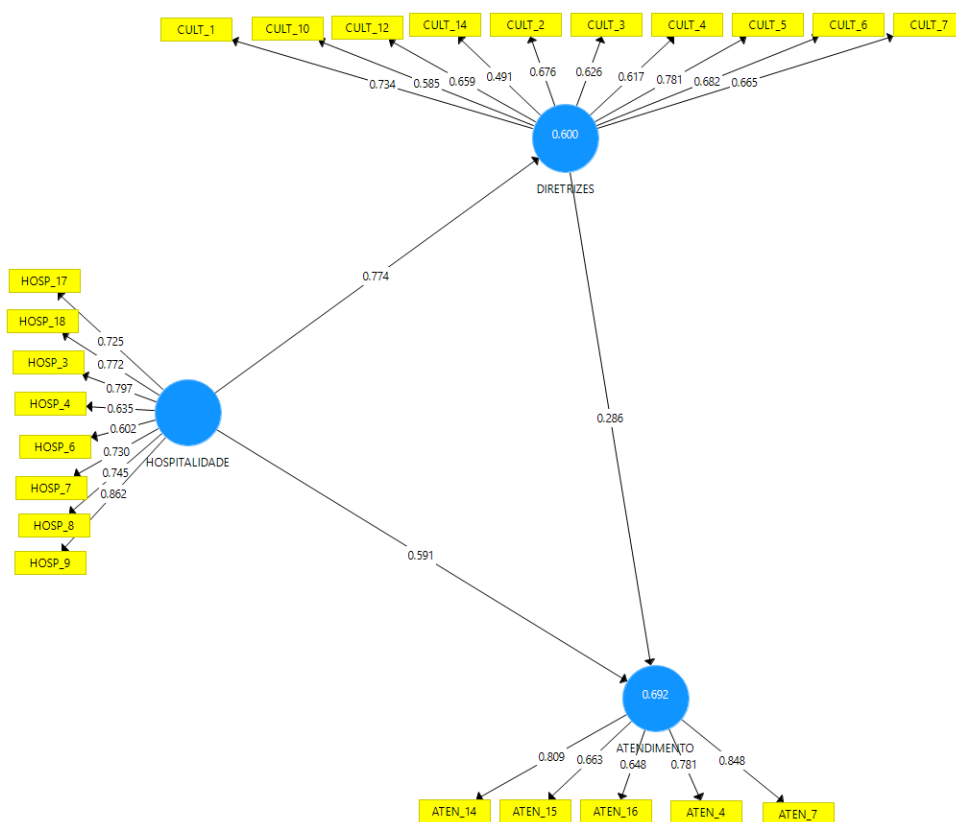 CULT_1
CULT_10
CULT_12
CULT_14
CULT_2
CULT_3
CULT_4
CULT_5
CULT_6
CULT_7
0.734
0.585
0.659
0.491
0.676
0.626
0.617
0.781
0.682
0.665
0.600
DIRETRIZES
0.774
HOSP_17
HOSP_18
HOSP_3
HOSP_4
HOSP_6
HOSP_7
HOSP_8
HOSP_9
0.725
0.772
0.797
0.635
0.602
0.730
0.745
0.862
HOSPITALIDADE
0.286
0.591
0.692
ATENDIMENTO
0.809
0.663
0.648
0.781
0.848
ATEN_14
ATEN_15
ATEN_16
ATEN_4
ATEN_7